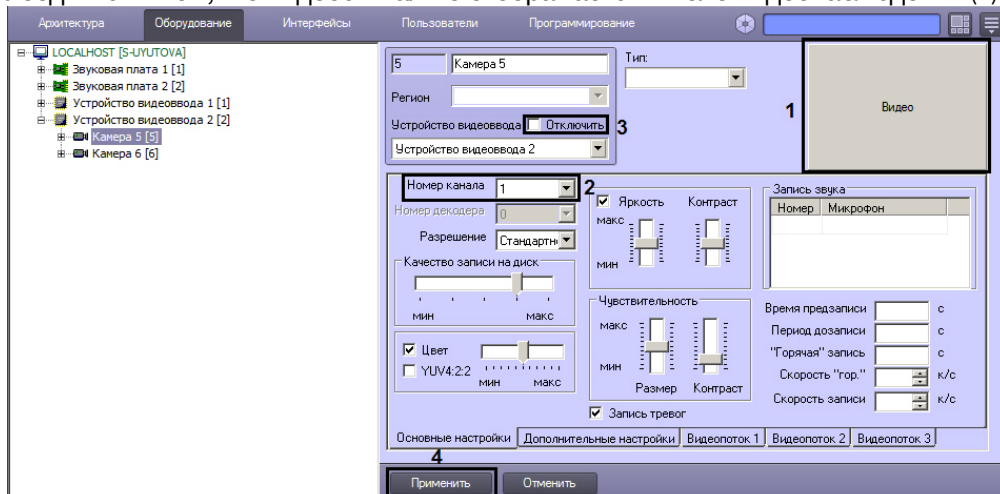 Архитектура Оборудование Интерфейсы Пользователи Программирование
LOCALHOST [S-UYUTOVA]
Звуковая плата 1 [1]
Звуковая плата 2 [2]
Устройство видеоввода 1 [1]
Устройство видеоввода 2 [2]
Камера 5 [5]
Камера 6 [6]
5 Камера 5
Тип:
Регион
Устройство видеоввода Отключить 3
Устройство видеоввода 2
1
Видео
Номер канала 1 2
Номер декодера 0
Разрешение Стандартн
Качество записи на диск
мин макс
Цвет
YUV4:2:2
мин макс
Яркость Контраст
макс
мин
Чувствительность
макс
мин
Размер Контраст
Запись тревог
Запись звука
Номер Микрофон
Время предзаписи с
Период дозаписи с
"Горячая" запись с
Скорость "гор." к/с
Скорость записи к/с
Основные настройки Дополнительные настройки Видеопоток 1 Видеопоток 2 Видеопоток 3
4
Применить Отменить